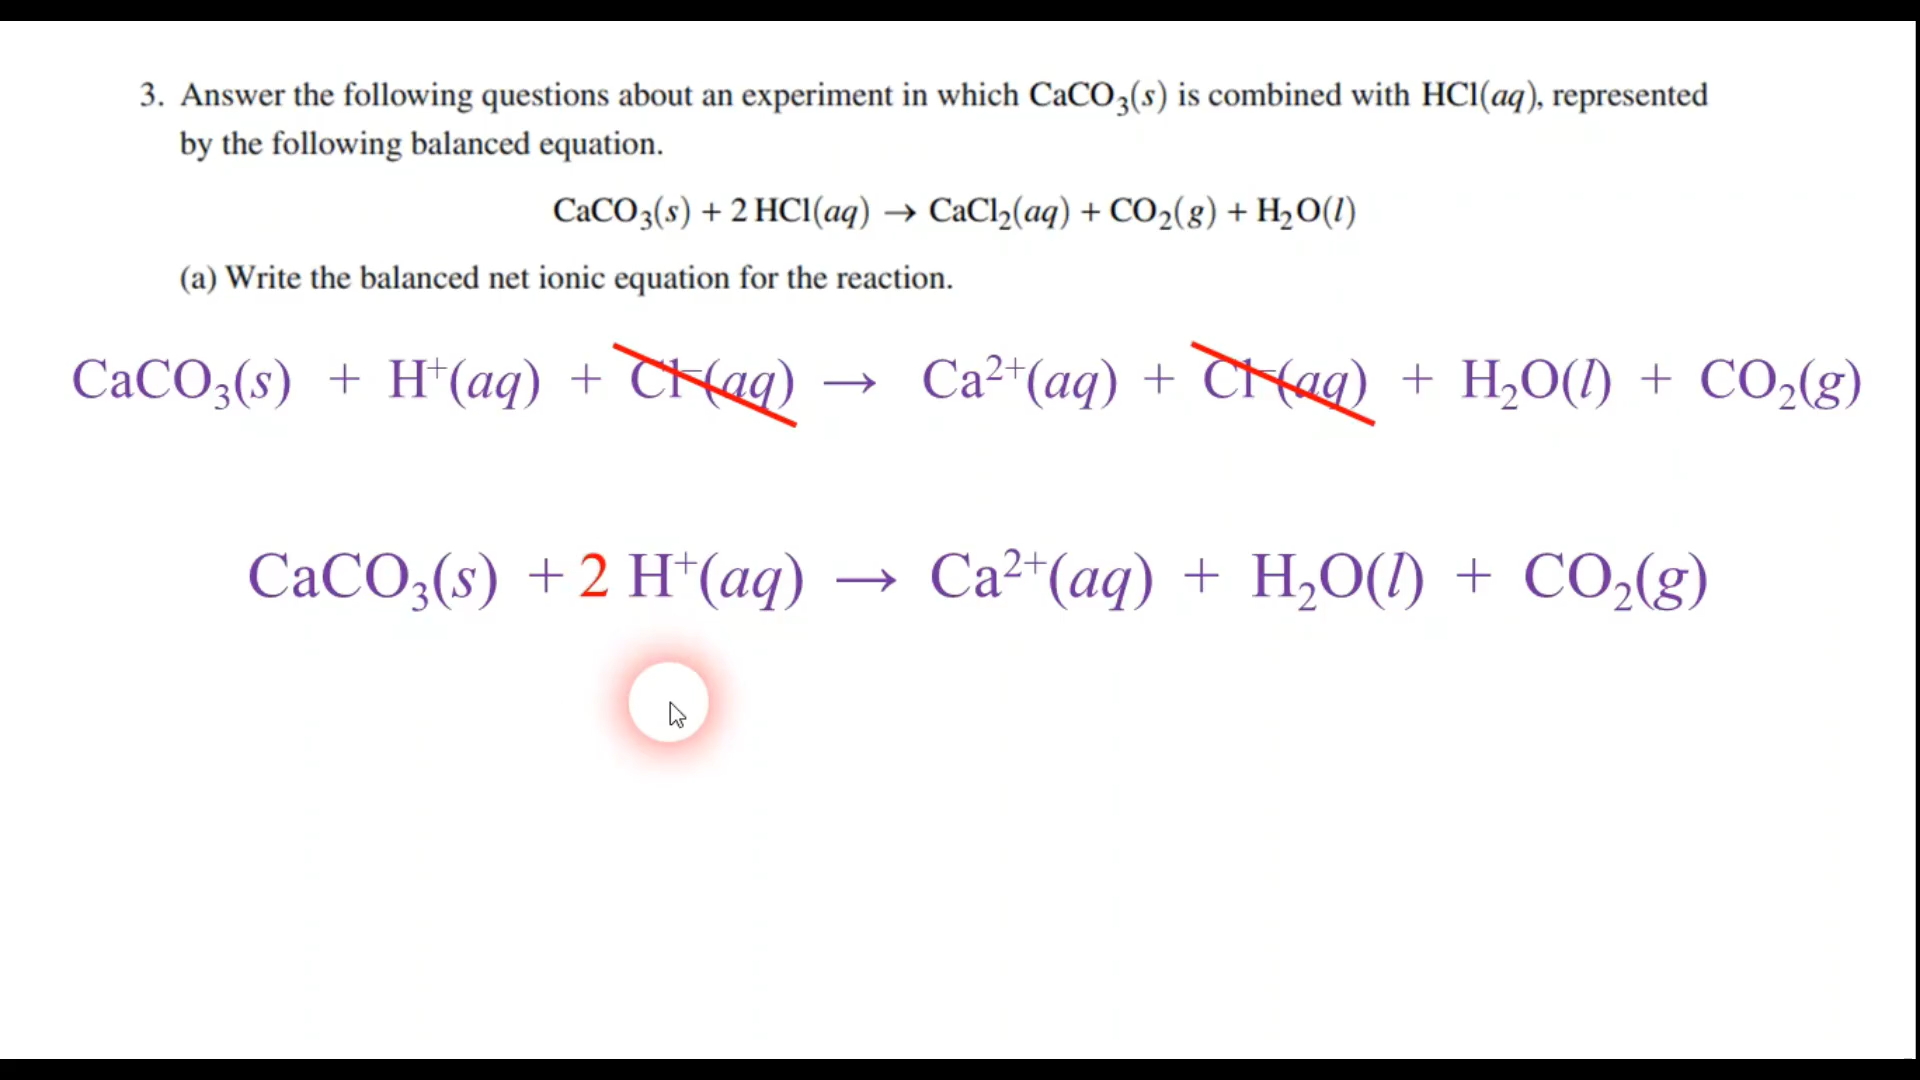 3. Answer the following questions about an experiment in which CaCO₃(s) is combined with HCl(aq), represented
by the following balanced equation.
CaCO₃(s) + 2 HCl(aq) → CaCl₂(aq) + CO₂(g) + H₂O(l)
(a) Write the balanced net ionic equation for the reaction.
CaCO₃(s) + H⁺(aq) + Cl⁻(aq) → Ca²⁺(aq) + Cl⁻(aq) + H₂O(l) + CO₂(g)
CaCO₃(s) + 2 H⁺(aq) → Ca²⁺(aq) + H₂O(l) + CO₂(g)